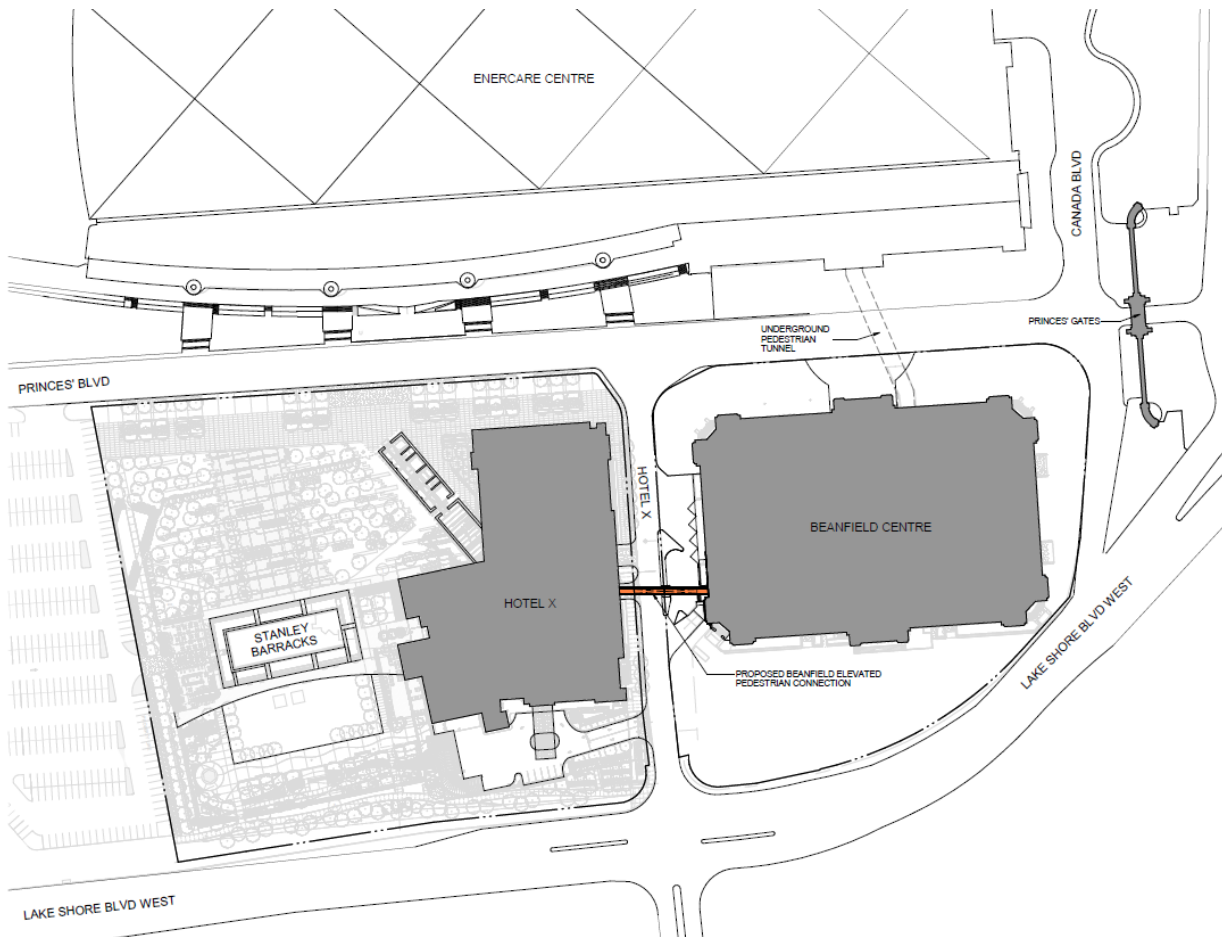 ENERCARE CENTRE
CANADA BLVD
PRINCES' GATES
UNDERGROUND
PEDESTRIAN
TUNNEL
PRINCES' BLVD
HOTEL X
BEANFIELD CENTRE
HOTEL X
STANLEY
BARRACKS
PROPOSED BEANFIELD ELEVATED
PEDESTRIAN CONNECTION
LAKE SHORE BLVD WEST
LAKE SHORE BLVD WEST